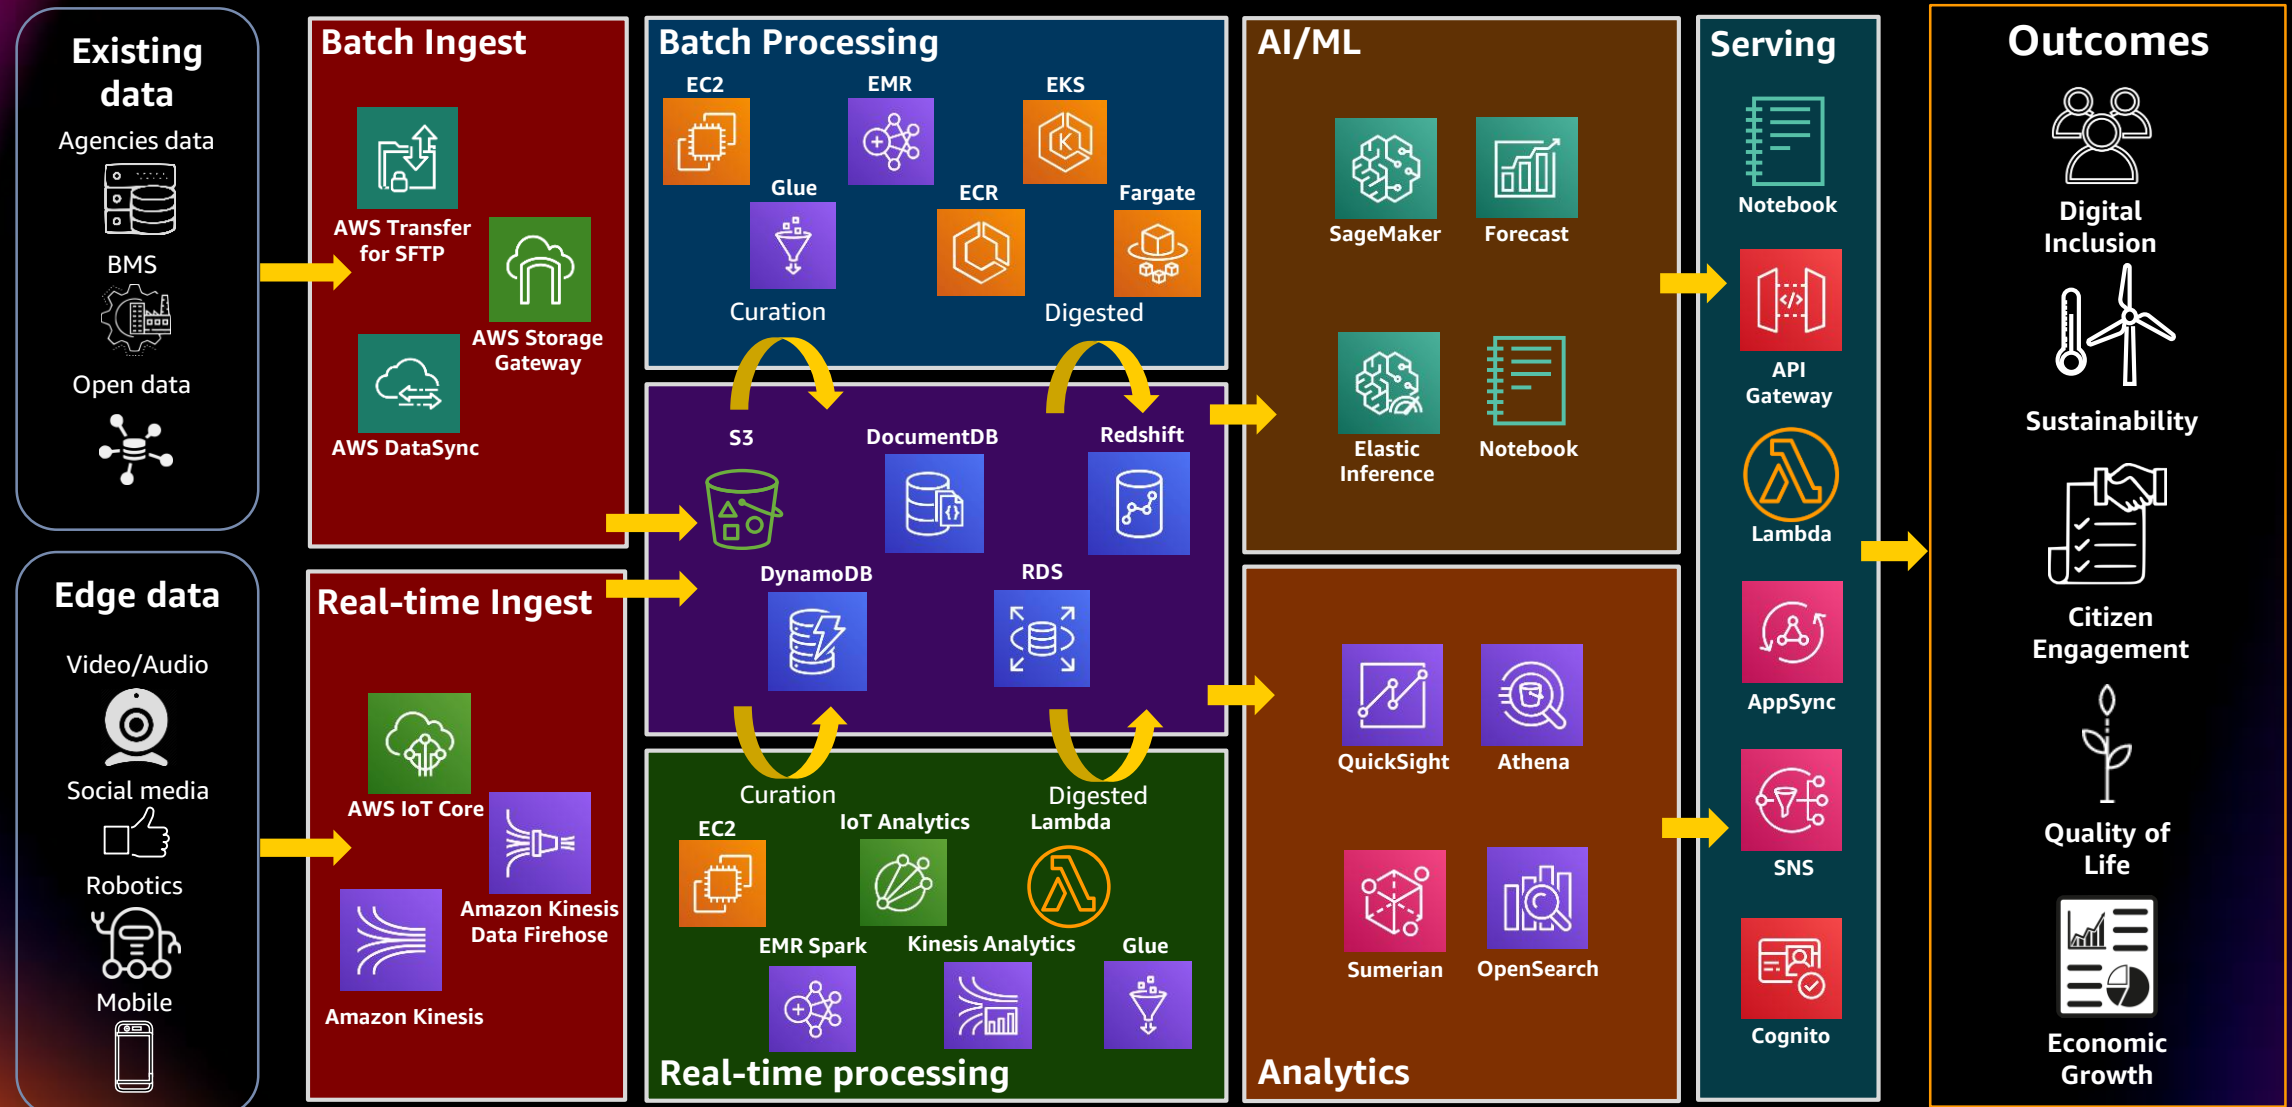 Existing
data
Agencies data
BMS
Open data
Edge data
Video/Audio
Social media
Robotics
Mobile
Batch Ingest
AWS Transfer
for SFTP
AWS Storage
Gateway
AWS DataSync
Real-time Ingest
AWS IoT Core
Amazon Kinesis
Data Firehose
Amazon Kinesis
Batch Processing
EC2
EMR
EKS
Glue
ECR
Fargate
Curation
Digested
S3
DocumentDB
Redshift
DynamoDB
RDS
Curation
Digested
EC2
IoT Analytics
Lambda
EMR Spark
Kinesis Analytics
Glue
Real-time processing
AI/ML
SageMaker
Forecast
Elastic
Inference
Notebook
QuickSight
Athena
Sumerian
OpenSearch
Analytics
Serving
Notebook
API
Gateway
Lambda
AppSync
SNS
Cognito
Outcomes
Digital
Inclusion
Sustainability
Citizen
Engagement
Quality of
Life
Economic
Growth